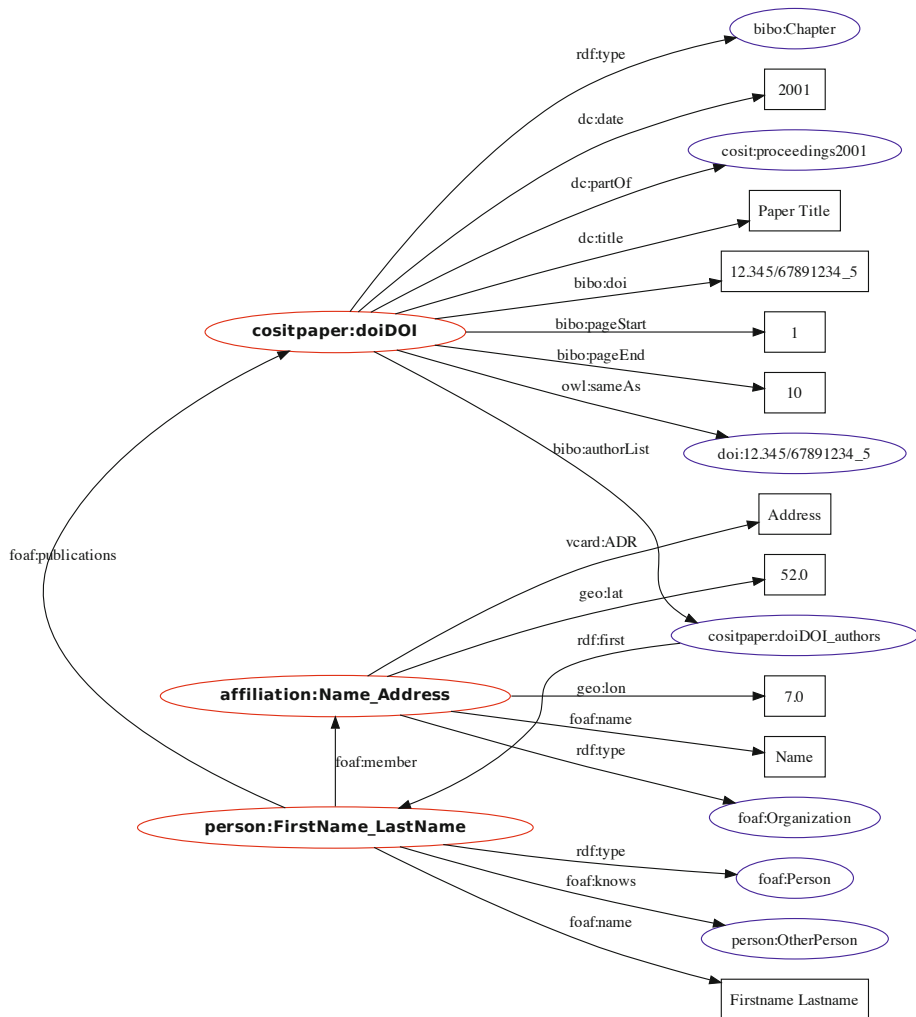 bibo:Chapter
rdf:type
2001
dc:date
cosit:proceedings2001
dc:partOf
Paper Title
dc:title
12.345/67891234_5
bibo:doi
cositpaper:doiDOI
bibo:pageStart
1
bibo:pageEnd
10
owl:sameAs
doi:12.345/67891234_5
bibo:authorList
Address
vcard:ADR
foaf:publications
52.0
geo:lat
cositpaper:doiDOI_authors
rdf:first
affiliation:Name_Address
geo:lon
7.0
foaf:name
Name
rdf:type
foaf:member
foaf:Organization
person:FirstName_LastName
rdf:type
foaf:Person
foaf:knows
person:OtherPerson
foaf:name
Firstname Lastname